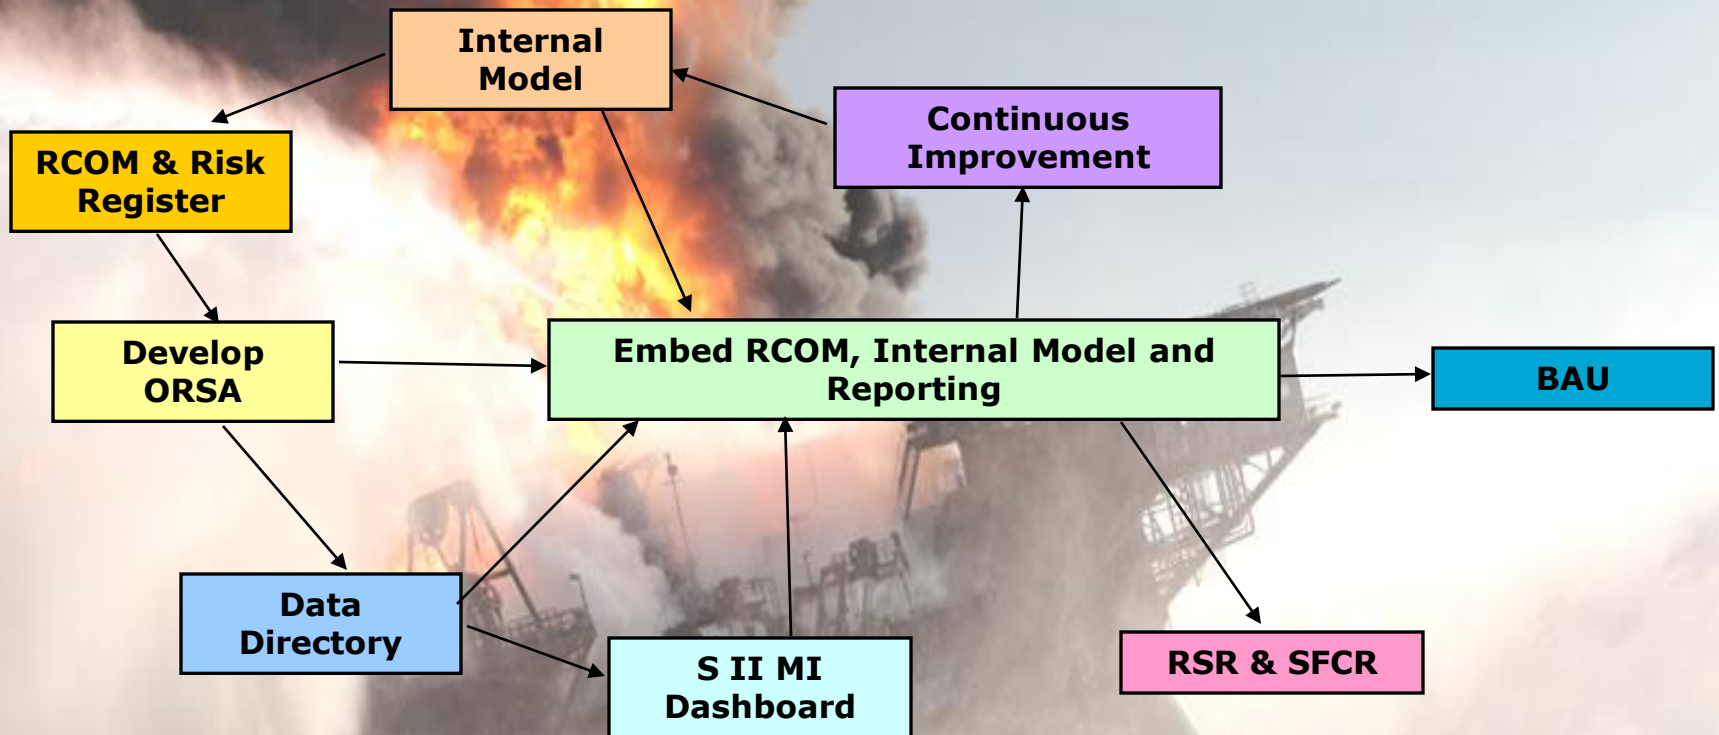 Internal
Model
Continuous
Improvement
RCOM & Risk
Register
Develop
ORSA
Embed RCOM, Internal Model and
Reporting
BAU
Data
Directory
S II MI
Dashboard
RSR & SFCR